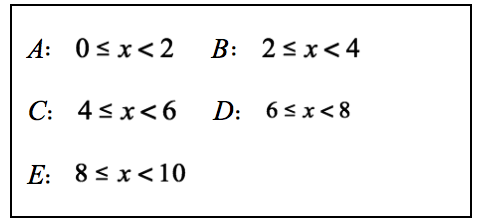 A: 0 ≤ x < 2 B: 2 ≤ x < 4
C: 4 ≤ x < 6 D: 6 ≤ x < 8
E: 8 ≤ x < 10